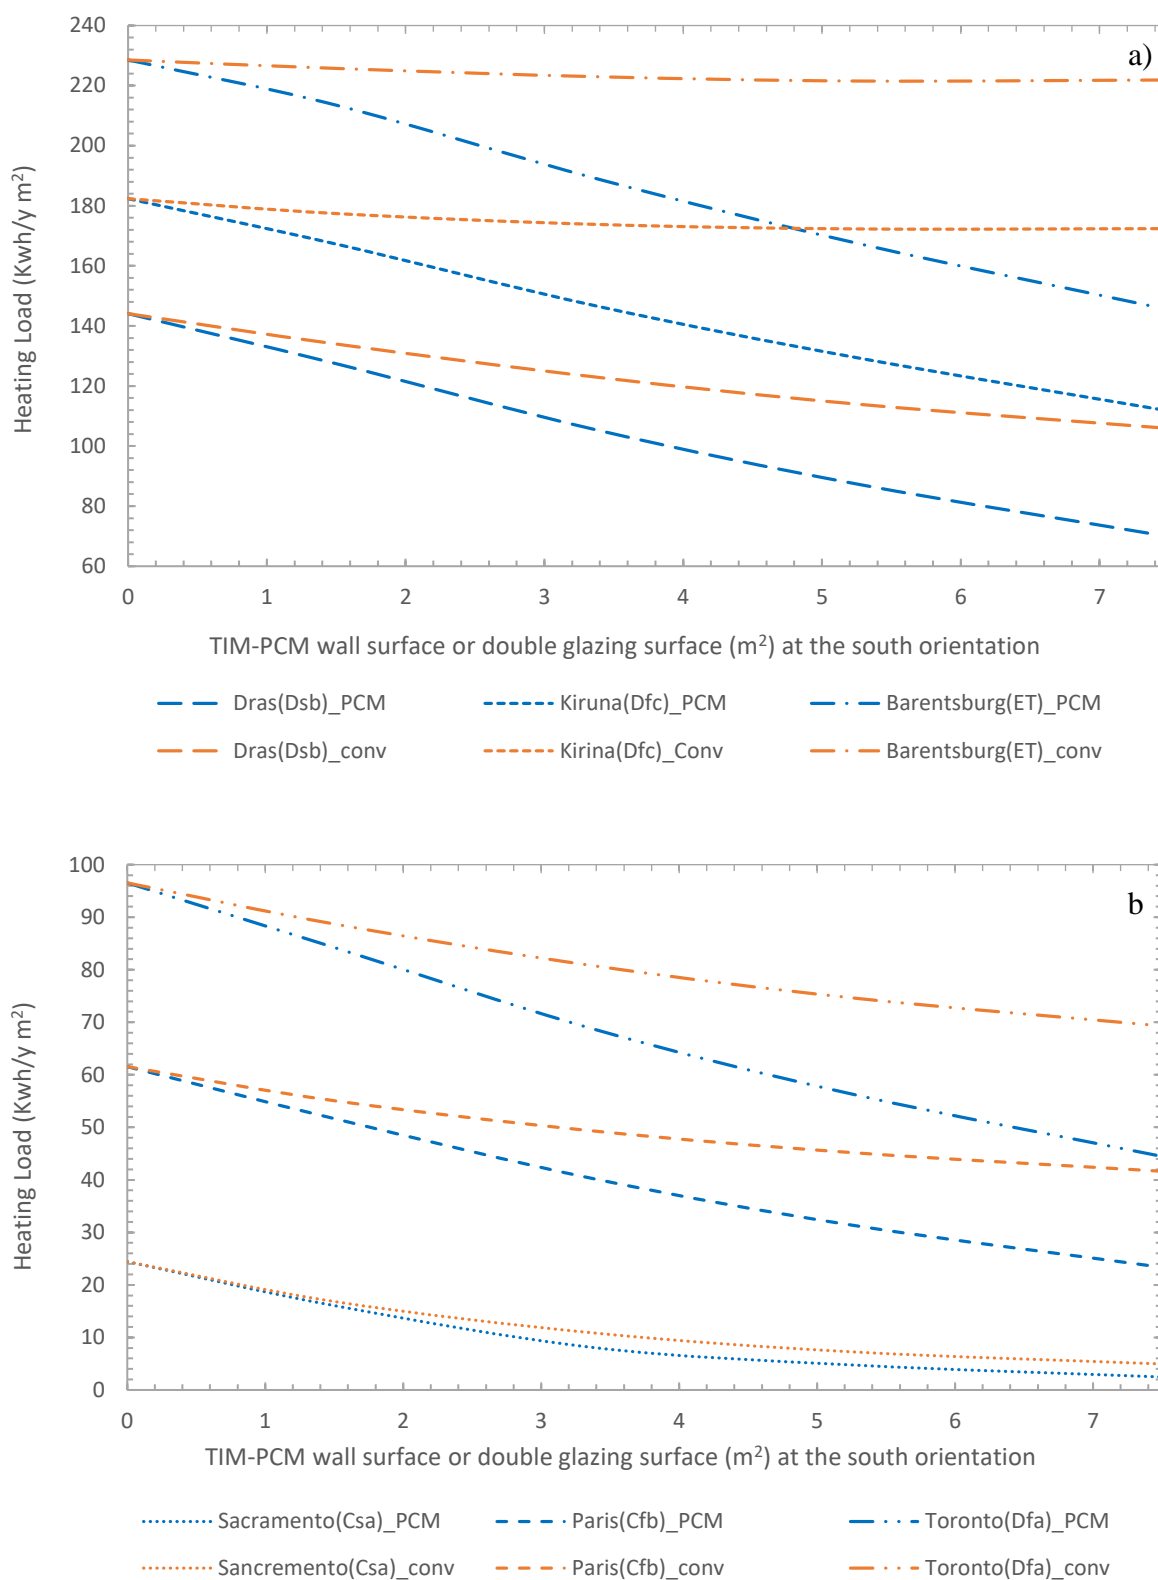 a)
240
220
200
180
160
140
120
100
80
60
Heating Load (Kwh/y m²)
0 1 2 3 4 5 6 7
TIM-PCM wall surface or double glazing surface (m²) at the south orientation
Dras(Dsb)_PCM Kiruna(Dfc)_PCM Barentsburg(ET)_PCM
Dras(Dsb)_conv Kirina(Dfc)_Conv Barentsburg(ET)_conv
b
100
90
80
70
60
50
40
30
20
10
0
Heating Load (Kwh/y m²)
0 1 2 3 4 5 6 7
TIM-PCM wall surface or double glazing surface (m²) at the south orientation
Sacramento(Csa)_PCM Paris(Cfb)_PCM Toronto(Dfa)_PCM
Sancremento(Csa)_conv Paris(Cfb)_conv Toronto(Dfa)_conv